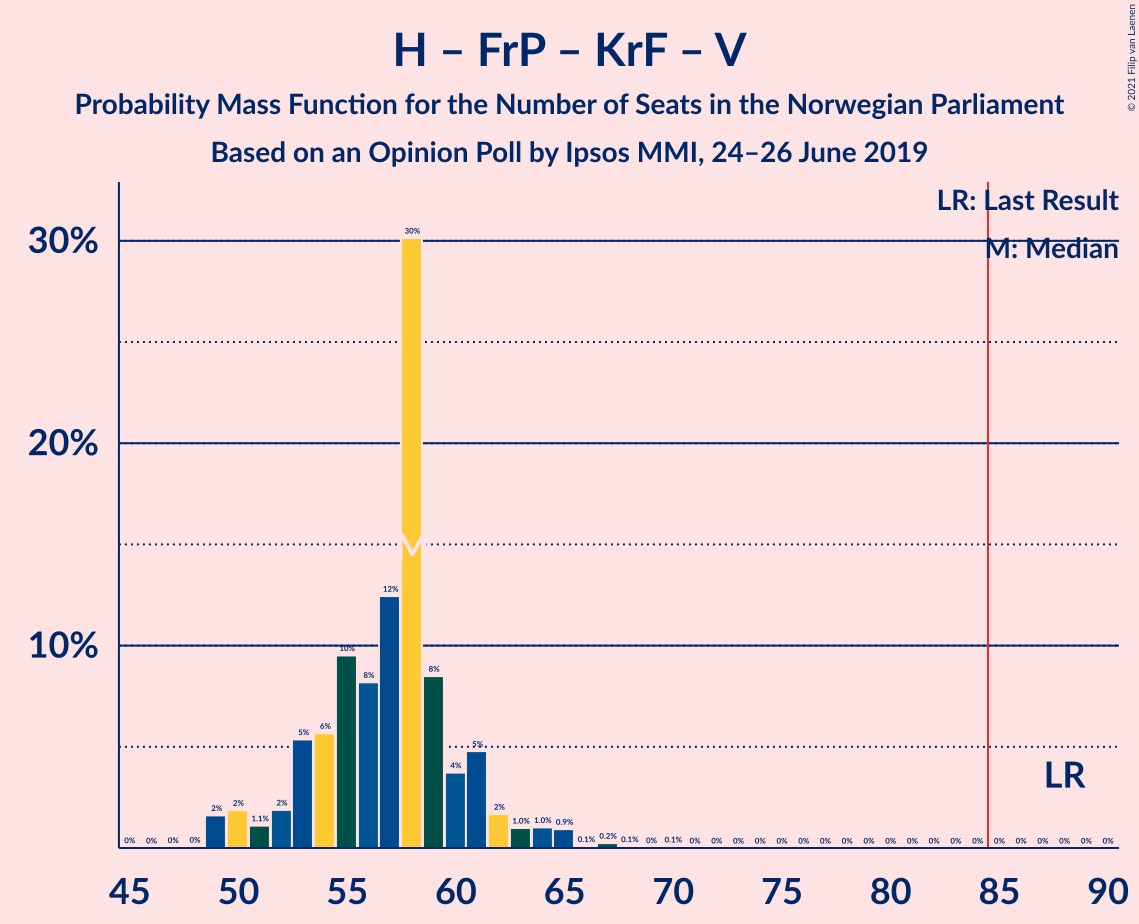 H – FrP – KrF – V
Probability Mass Function for the Number of Seats in the Norwegian Parliament
Based on an Opinion Poll by Ipsos MMI, 24–26 June 2019
© 2021 Filip van Laenen
LR: Last Result
M: Median
30%
20%
10%
0% 0% 0% 0% 2% 2% 1.1% 2% 5% 6% 10% 8% 12% 30% 8% 4% 5% 2% 1.0% 1.0% 0.9% 0.1% 0.2% 0.1% 0% 0.1% 0% 0% 0% 0% 0% 0% 0% 0% 0% 0% 0% 0% 0% 0% 0% 0% 0% 0% 0% 0%
LR
45 50 55 60 65 70 75 80 85 90